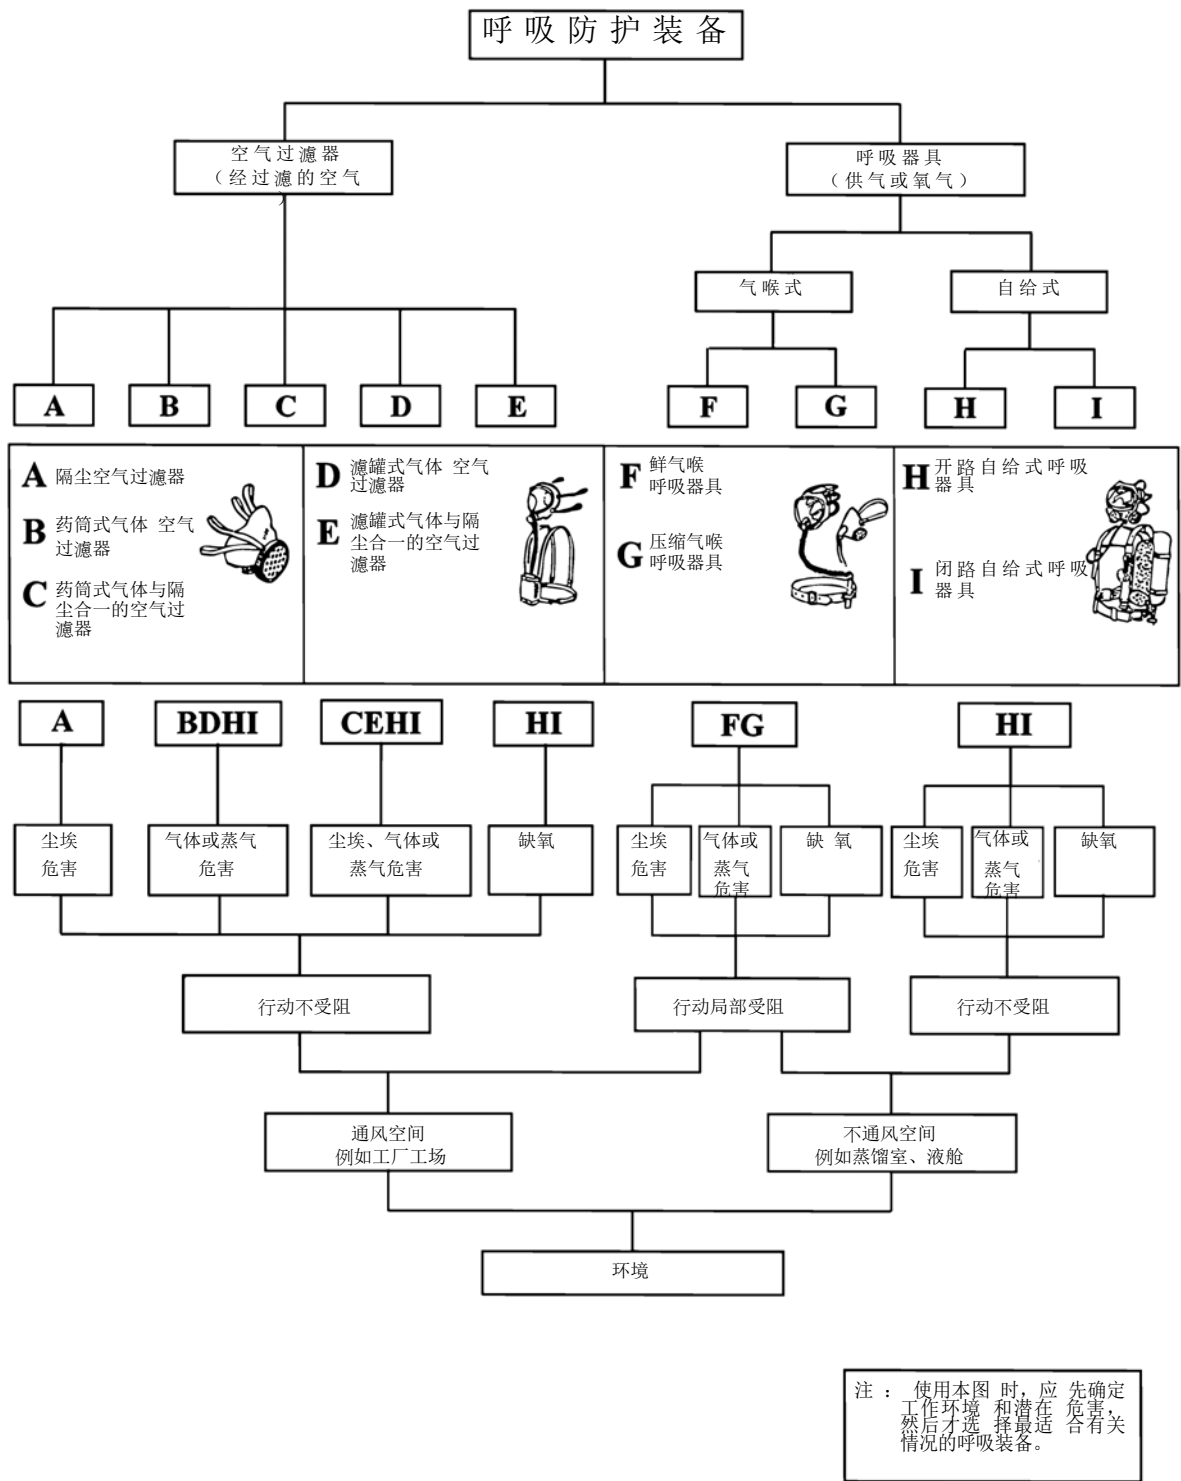 呼吸防护装备
空气过滤器
（经过滤的空气
）
呼吸器具
（供气或氧气）
气喉式
自给式
A
B
C
D
E
F
G
H
I
A 隔尘空气过滤器
B 药筒式气体 空气
过滤器
C 药筒式气体与隔
尘合一的空气过
滤器
D 滤罐式气体 空气
过滤器
E 滤罐式气体与隔
尘合一的空气过
滤器
F 鲜气喉
呼吸器具
G 压缩气喉
呼吸器具
H 开路自给式呼吸
器具
I 闭路自给式呼吸
器具
A
BDHI
CEHI
HI
FG
HI
尘埃
危害
气体或蒸气
危害
尘埃、气体或
蒸气危害
缺氧
尘埃
危害
气体或
蒸气
危害
缺 氧
尘埃
危害
气体或
蒸气
危害
缺氧
行动不受阻
行动局部受阻
行动不受阻
通风空间
例如工厂工场
不通风空间
例如蒸馏室、液舱
环境
注 ： 使用本图 时，应 先确定
工作环境 和潜在 危害，
然后才选 择最适 合有关
情况的呼吸装备。